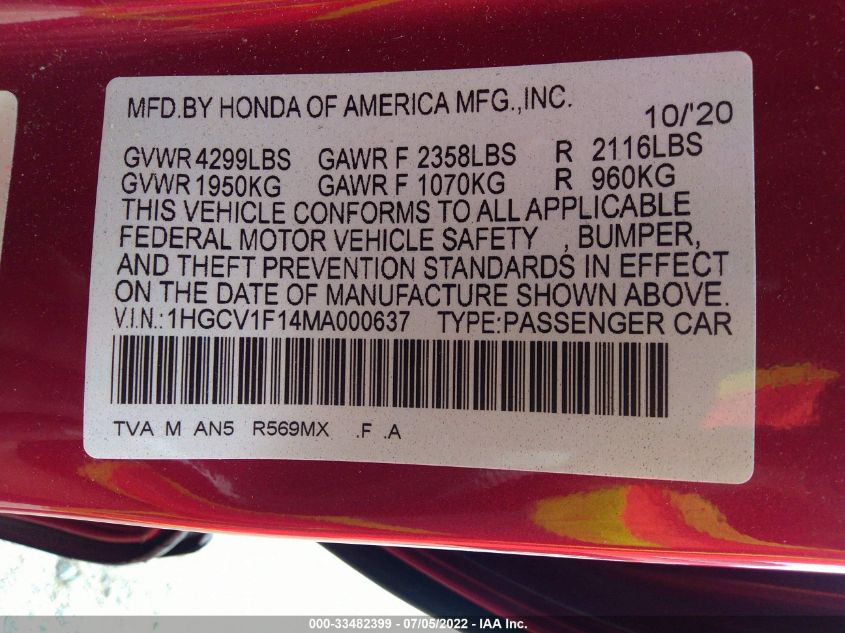 MFD.BY HONDA OF AMERICA MFG.,INC. 10/'20
GVWR 4299LBS GAWR F 2358LBS R 2116LBS
GVWR 1950KG GAWR F 1070KG R 960KG
THIS VEHICLE CONFORMS TO ALL APPLICABLE
FEDERAL MOTOR VEHICLE SAFETY , BUMPER,
AND THEFT PREVENTION STANDARDS IN EFFECT
ON THE DATE OF MANUFACTURE SHOWN ABOVE.
V.I.N.:1HGCV1F14MA000637 TYPE:PASSENGER CAR
TVA M AN5 R569MX .F .A
000-33482399 - 07/05/2022 - IAA Inc.